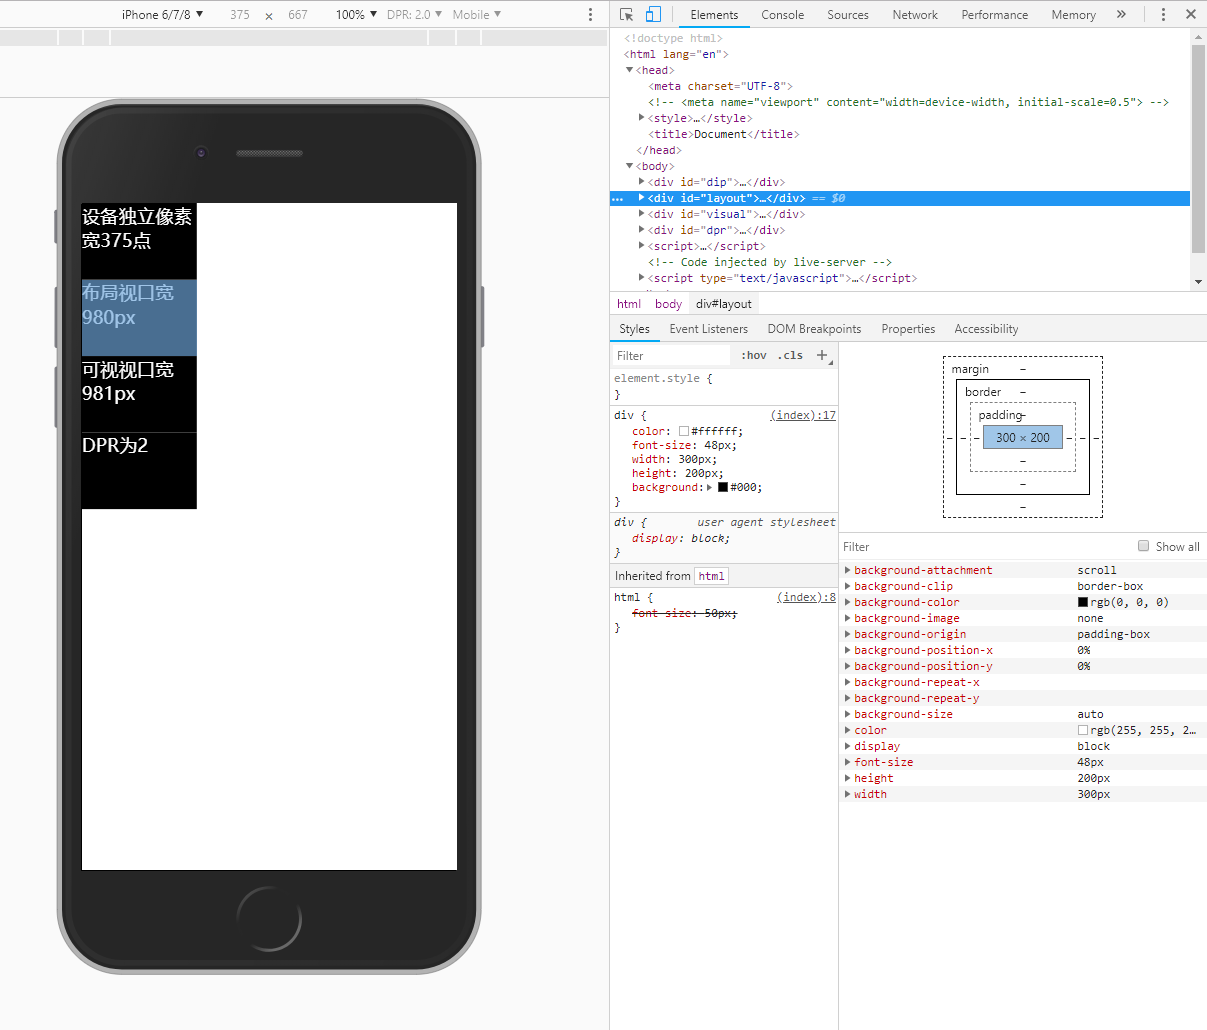 iPhone 6/7/8 ▼ 375 × 667 100% ▼ DPR: 2.0 ▼ Mobile ▼
设备独立像素
宽375点
布局视口宽
980px
可视视口宽
981px
DPR为2
Elements Console Sources Network Performance Memory »
<!doctype html>
<html lang="en">
▼<head>
<meta charset="UTF-8">
<!-- <meta name="viewport" content="width=device-width, initial-scale=0.5"> -->
▶<style>…</style>
<title>Document</title>
</head>
▼<body>
▶<div id="dip">…</div>
… ▶<div id="layout">…</div> == $0
▶<div id="visual">…</div>
▶<div id="dpr">…</div>
▶<script>…</script>
<!-- Code injected by live-server -->
▶<script type="text/javascript">…</script>
html body div#layout
Styles Event Listeners DOM Breakpoints Properties Accessibility
Filter :hov .cls +
element.style {
}
div { (index):17
color: #ffffff;
font-size: 48px;
width: 300px;
height: 200px;
background: ▶ #000;
}
div { user agent stylesheet
display: block;
}
Inherited from html
html { (index):8
font-size: 50px;
}
margin –
border –
padding –
– – – 300 × 200 – – –
–
–
–
Filter Show all
▶ background-attachment scroll
▶ background-clip border-box
▶ background-color rgb(0, 0, 0)
▶ background-image none
▶ background-origin padding-box
▶ background-position-x 0%
▶ background-position-y 0%
▶ background-repeat-x
▶ background-repeat-y
▶ background-size auto
▶ color rgb(255, 255, 2…
▶ display block
▶ font-size 48px
▶ height 200px
▶ width 300px